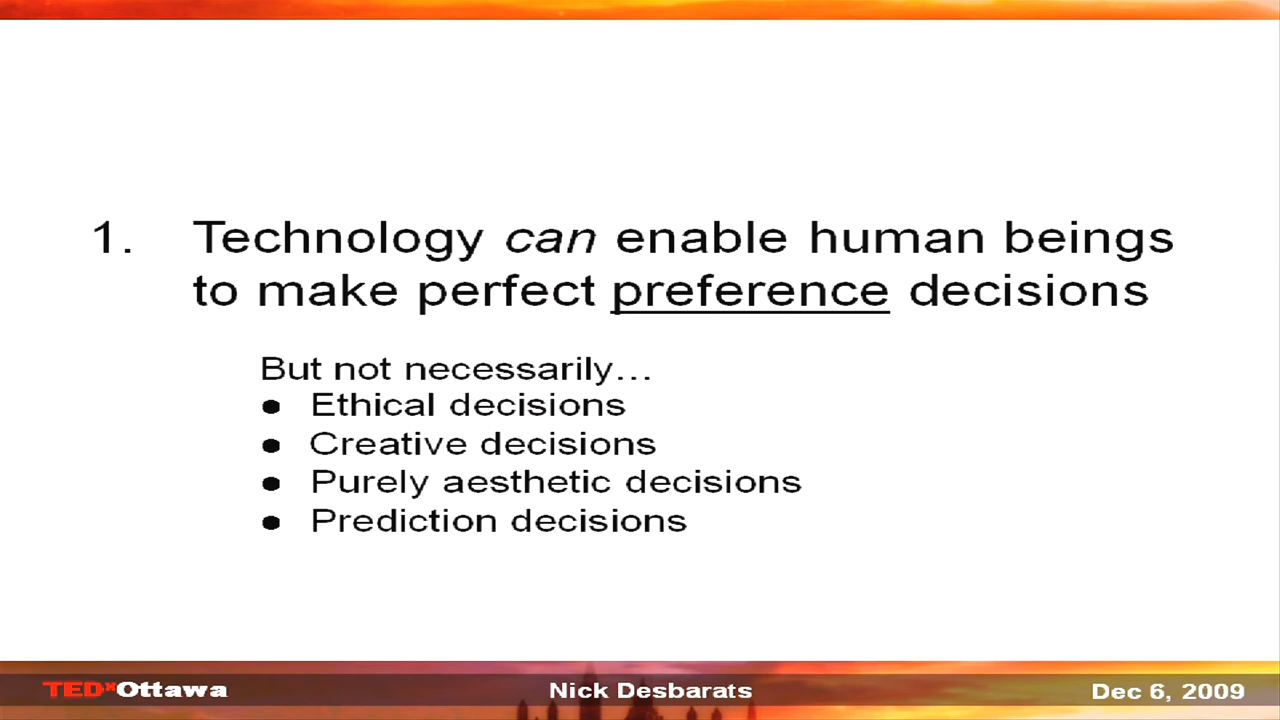 1. Technology can enable human beings
to make perfect preference decisions
But not necessarily…
● Ethical decisions
● Creative decisions
● Purely aesthetic decisions
● Prediction decisions
TEDxOttawa Nick Desbarats Dec 6, 2009